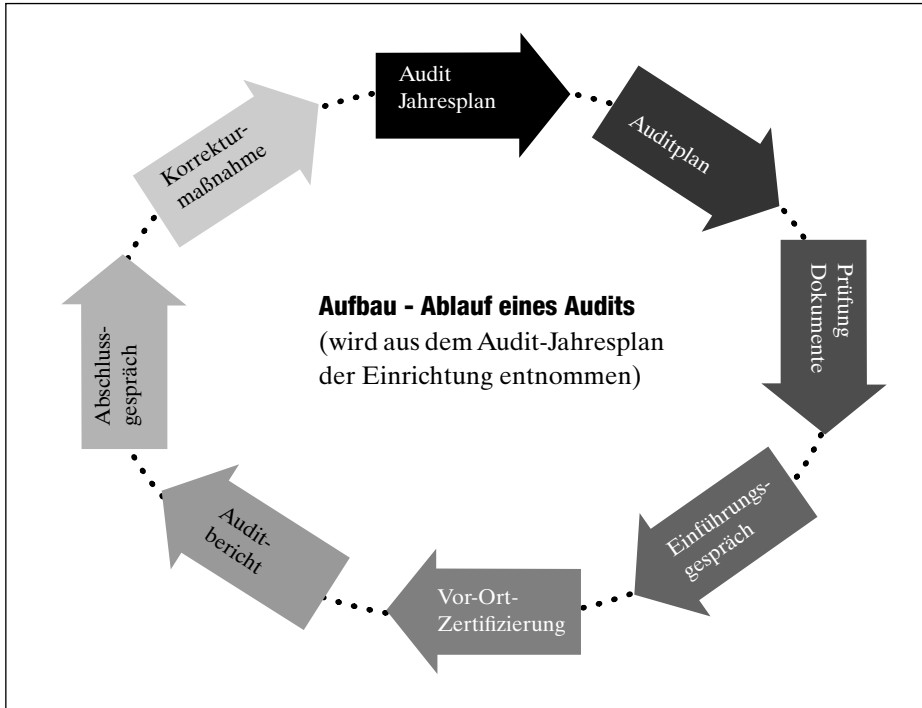 Audit
Jahresplan
Auditplan
Prüfung
Dokumente
Einführungs-
gespräch
Vor-Ort-
Zertifizierung
Audit-
bericht
Abschluss-
gespräch
Korrektur-
maßnahme
Aufbau - Ablauf eines Audits
(wird aus dem Audit-Jahresplan
der Einrichtung entnommen)